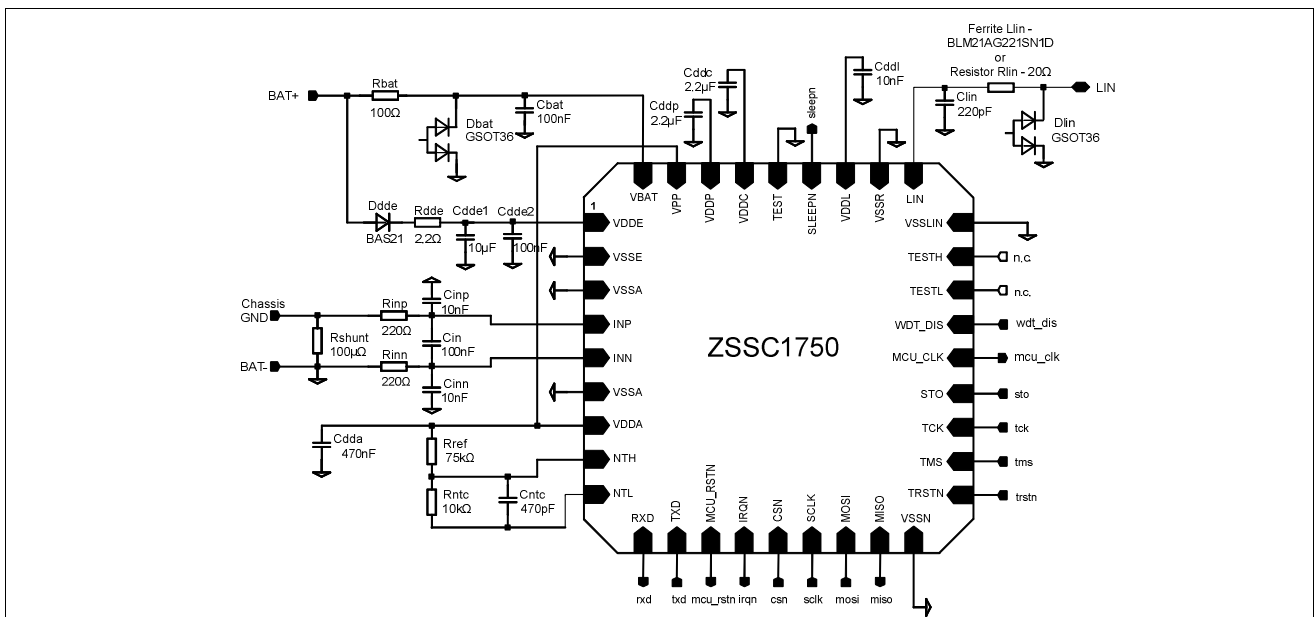 Ferrite Llin -
BLM21AG221SN1D
or
Resistor Rlin - 20Ω
BAT+
Rbat
100Ω
Dbat
GSOT36
Cbat
100nF
Cddp
2.2µF
Cddc
2.2µF
sleepn
Cddl
10nF
Clin
220pF
LIN
Dlin
GSOT36
VBAT
VPP
VDDP
VDDC
TEST
SLEEPN
VDDL
VSSR
LIN
Ddde
BAS21
Rdde
2.2Ω
Cdde1
10µF
Cdde2
100nF
1
VDDE
VSSE
VSSA
INP
INN
VSSA
VDDA
NTH
NTL
Chassis
GND
BAT-
Rshunt
100µΩ
Rinp
220Ω
Rinn
220Ω
Cinp
10nF
Cin
100nF
Cinn
10nF
Cdda
470nF
Rref
75kΩ
Rntc
10kΩ
Cntc
470pF
ZSSC1750
VSSLIN
TESTH
n.c.
TESTL
n.c.
WDT_DIS
wdt_dis
MCU_CLK
mcu_clk
STO
sto
TCK
tck
TMS
tms
TRSTN
trstn
RXD
TXD
MCU_RSTN
IRQN
CSN
SCLK
MOSI
MISO
VSSN
rxd
txd
mcu_rstn
irqn
csn
sclk
mosi
miso